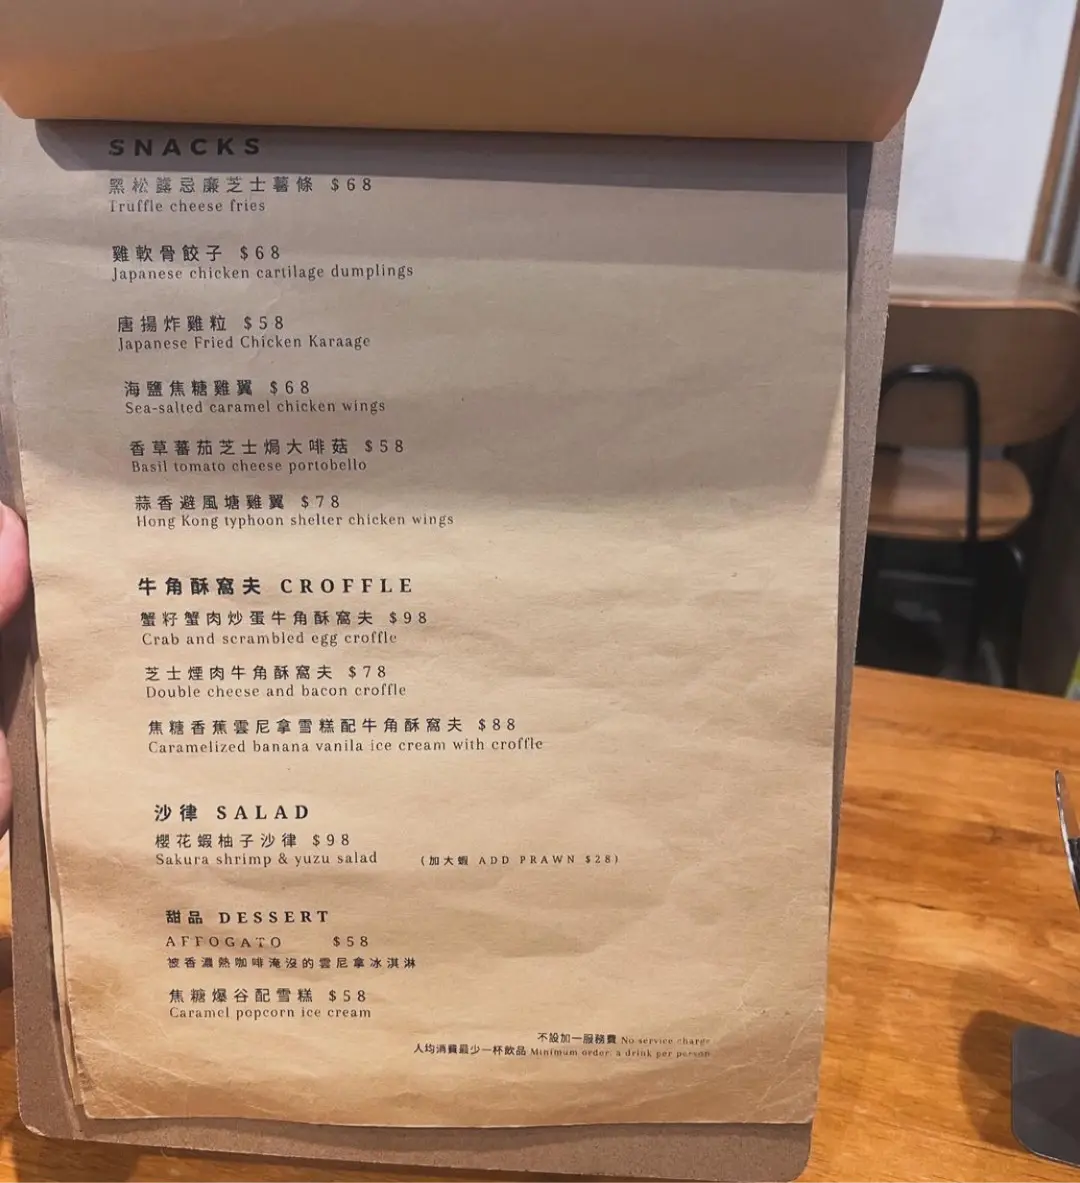 SNACKS
黑松露忌廉芝士薯條 $68
Truffle cheese fries
雞軟骨餃子 $68
Japanese chicken cartilage dumplings
唐揚炸雞粒 $58
Japanese Fried Chicken Karaage
海鹽焦糖雞翼 $68
Sea-salted caramel chicken wings
香草蕃茄芝士焗大啡菇 $58
Basil tomato cheese portobello
蒜香避風塘雞翼 $78
Hong Kong typhoon shelter chicken wings
牛角酥窩夫 CROFFLE
蟹籽蟹肉炒蛋牛角酥窩夫 $98
Crab and scrambled egg croffle
芝士煙肉牛角酥窩夫 $78
Double cheese and bacon croffle
焦糖香蕉雲尼拿雪糕配牛角酥窩夫 $88
Caramelized banana vanila ice cream with croffle
沙律 SALAD
櫻花蝦柚子沙律 $98
Sakura shrimp & yuzu salad (加大蝦 ADD PRAWN $28)
甜品 DESSERT
AFFOGATO $58
被香濃熱咖啡淹沒的雲尼拿冰淇淋
焦糖爆谷配雪糕 $58
Caramel popcorn ice cream
不設加一服務費 No service charge
人均消費最少一杯飲品 Minimum order: a drink per person